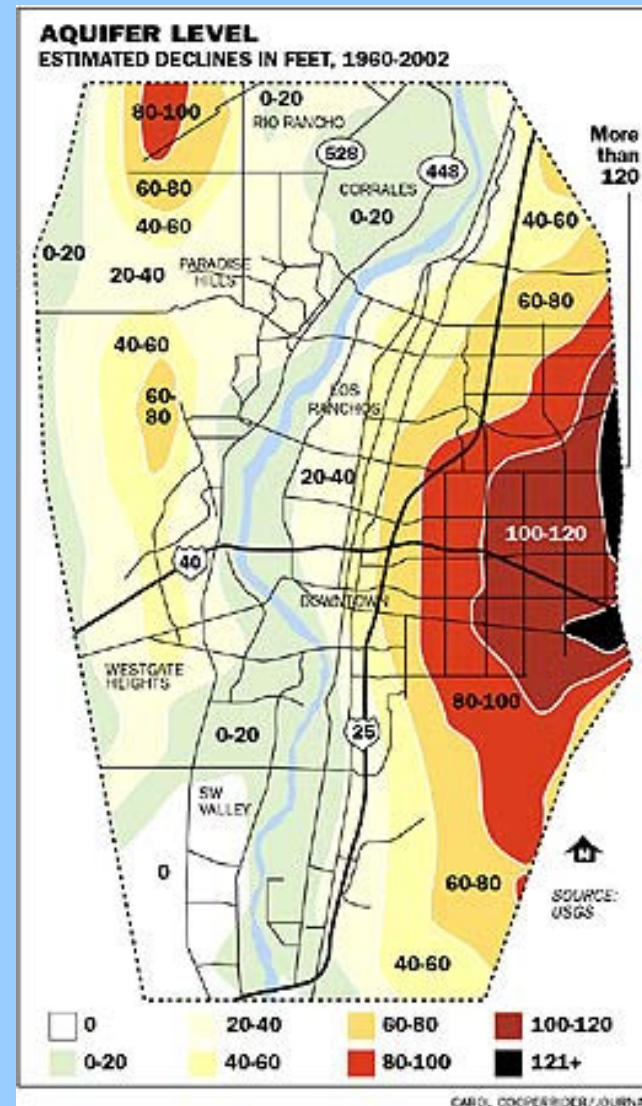 AQUIFER LEVEL
ESTIMATED DECLINES IN FEET, 1960-2002
80-100
0-20
RIO RANCHO
More
than
120
528
448
60-80
CORRALES
0-20
40-60
40-60
0-20
20-40
PARADISE
HILLS
60-80
40-60
60-
80
LOS
RANCHOS
20-40
100-120
40
DOWNTOWN
WESTGATE
HEIGHTS
80-100
0-20
25
SW
VALLEY
0
60-80
N
SOURCE:
USGS
40-60
0
20-40
60-80
100-120
0-20
40-60
80-100
121+
CAROL COOPERRIDER/JOURNA